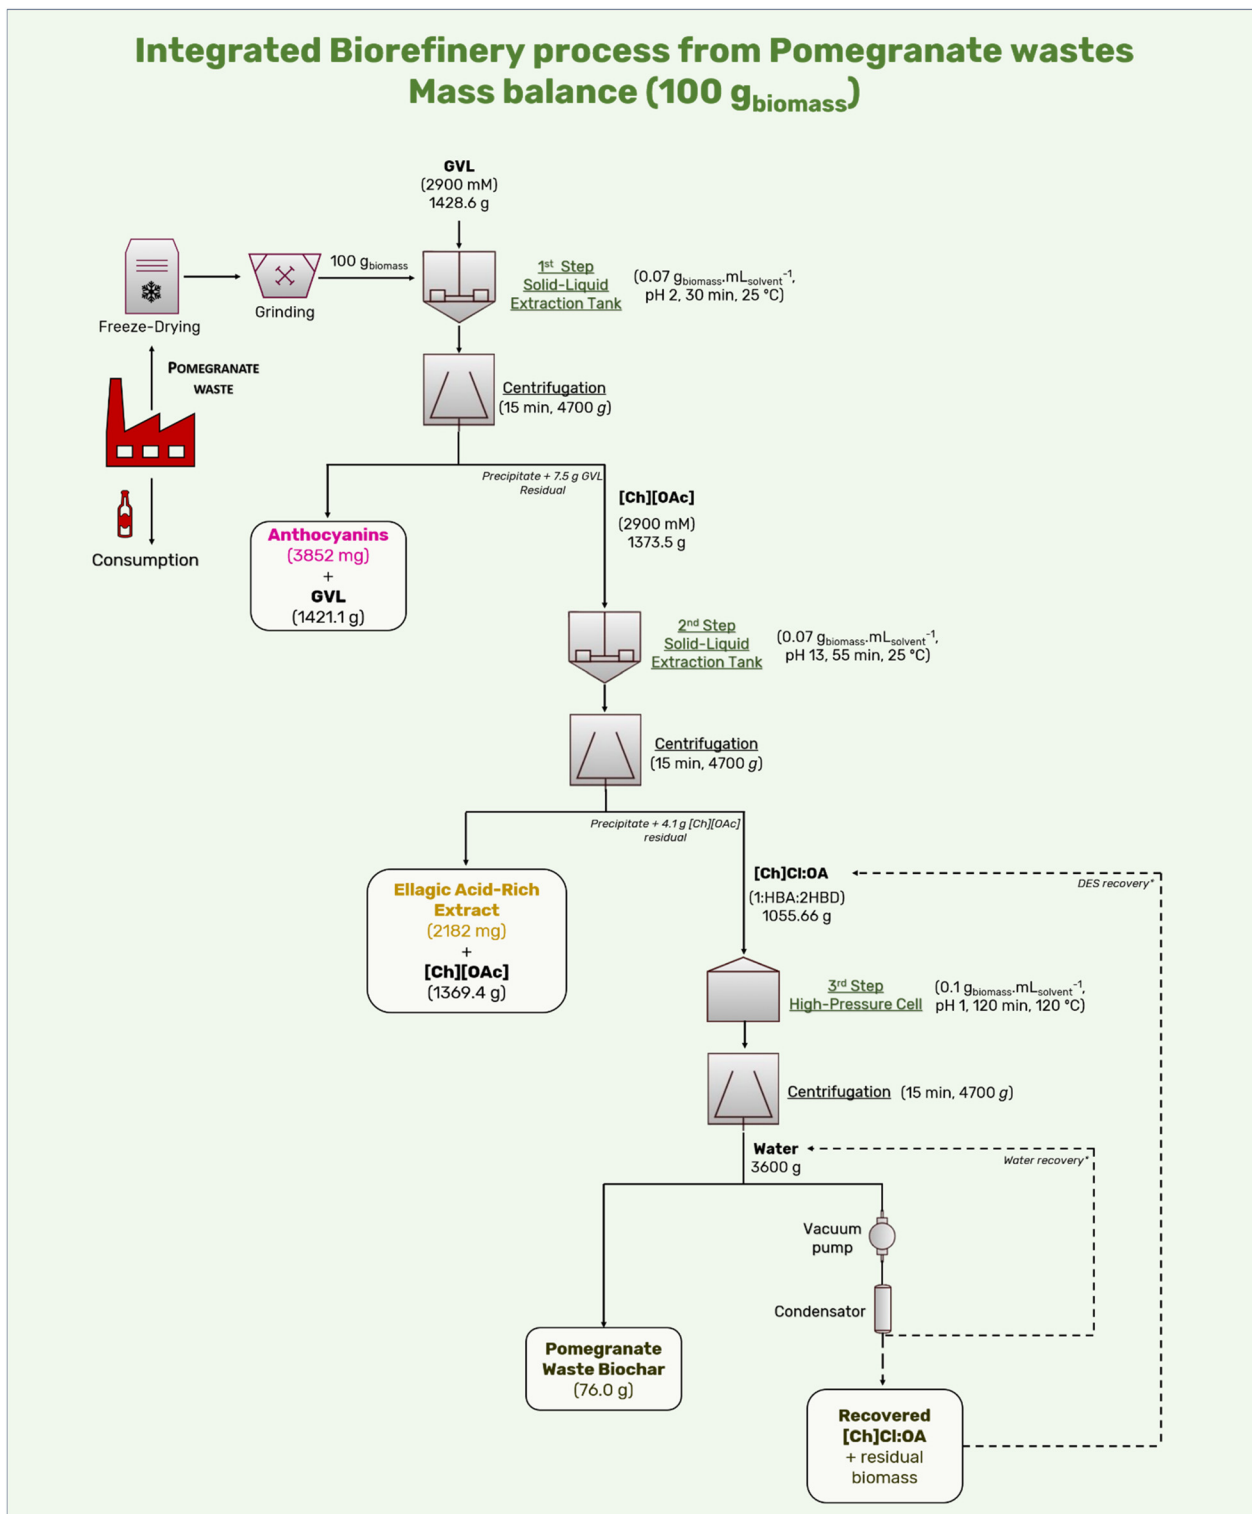 Integrated Biorefinery process from Pomegranate wastes
Mass balance (100 gbiomass)
GVL
(2900 mM)
1428.6 g
100 gbiomass
1st Step
Solid-Liquid
Extraction Tank
(0.07 gbiomass.mLsolvent-1,
pH 2, 30 min, 25 ºC)
Freeze-Drying
Grinding
POMEGRANATE
WASTE
Centrifugation
(15 min, 4700 g)
Precipitate + 7.5 g GVL
Residual
[Ch][OAc]
(2900 mM)
1373.5 g
Consumption
Anthocyanins
(3852 mg)
+
GVL
(1421.1 g)
2nd Step
Solid-Liquid
Extraction Tank
(0.07 gbiomass.mLsolvent-1,
pH 13, 55 min, 25 ºC)
Centrifugation
(15 min, 4700 g)
Precipitate + 4.1 g [Ch][OAc]
residual
Ellagic Acid-Rich
Extract
(2182 mg)
+
[Ch][OAc]
(1369.4 g)
[Ch]Cl:OA
(1:HBA:2HBD)
1055.66 g
DES recovery*
3rd Step
High-Pressure Cell
(0.1 gbiomass.mLsolvent-1,
pH 1, 120 min, 120 ºC)
Centrifugation (15 min, 4700 g)
Water
3600 g
Water recovery*
Vacuum
pump
Condensator
Pomegranate
Waste Biochar
(76.0 g)
Recovered
[Ch]Cl:OA
+ residual
biomass